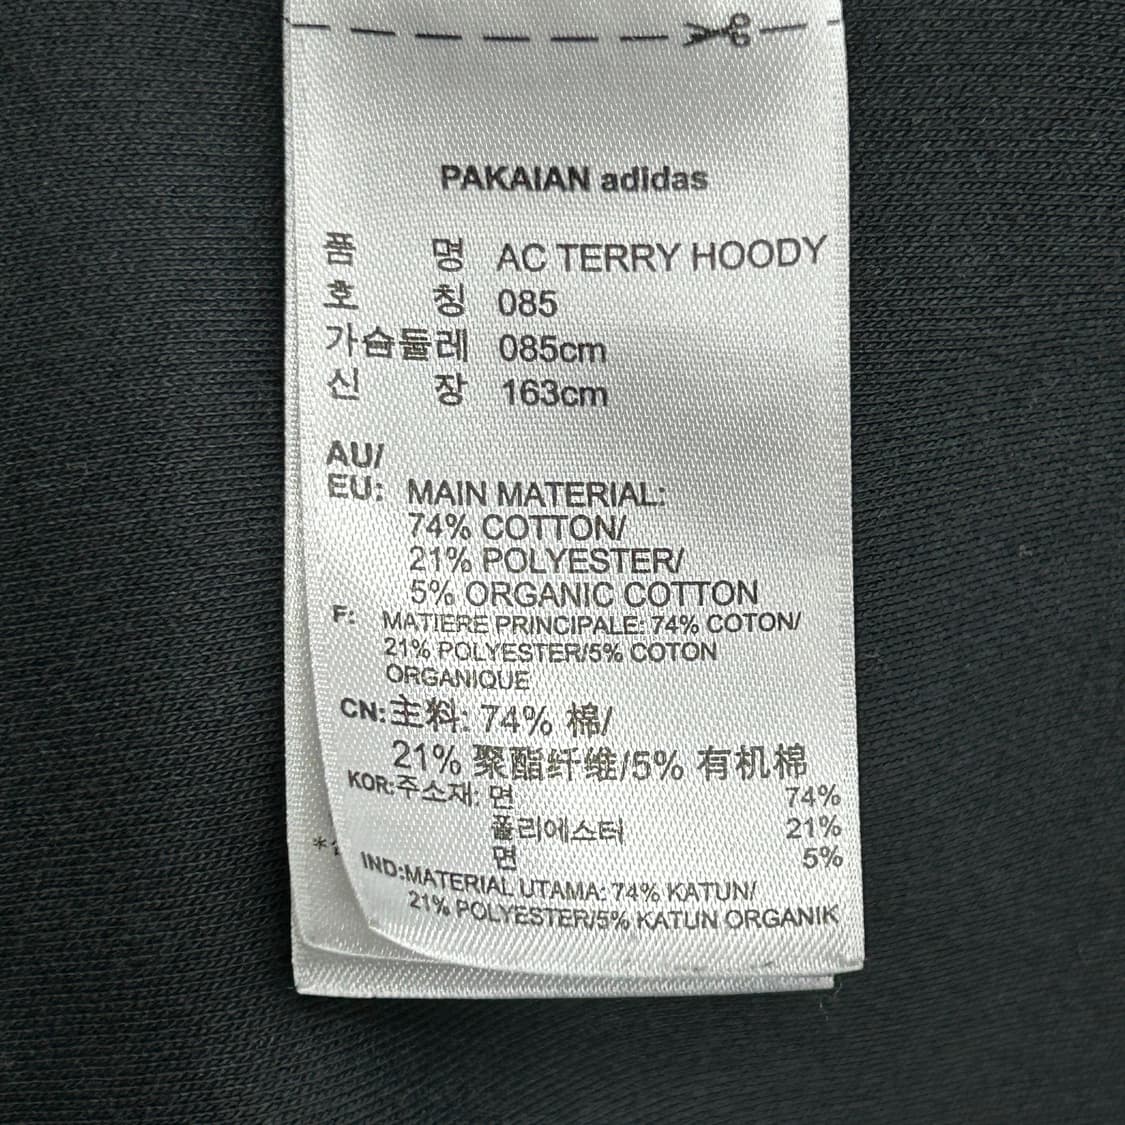 PAKAIAN adidas
품 명 AC TERRY HOODY
호 칭 085
가슴둘레 085cm
신 장 163cm
AU/
EU: MAIN MATERIAL:
74% COTTON/
21% POLYESTER/
5% ORGANIC COTTON
F: MATIERE PRINCIPALE: 74% COTON/
21% POLYESTER/5% COTON
ORGANIQUE
CN:主料: 74% 棉/
21% 聚酯纤维/5% 有机棉
KOR:주소재: 면 74%
폴리에스터 21%
면 5%
IND:MATERIAL UTAMA: 74% KATUN/
21% POLYESTER/5% KATUN ORGANIK